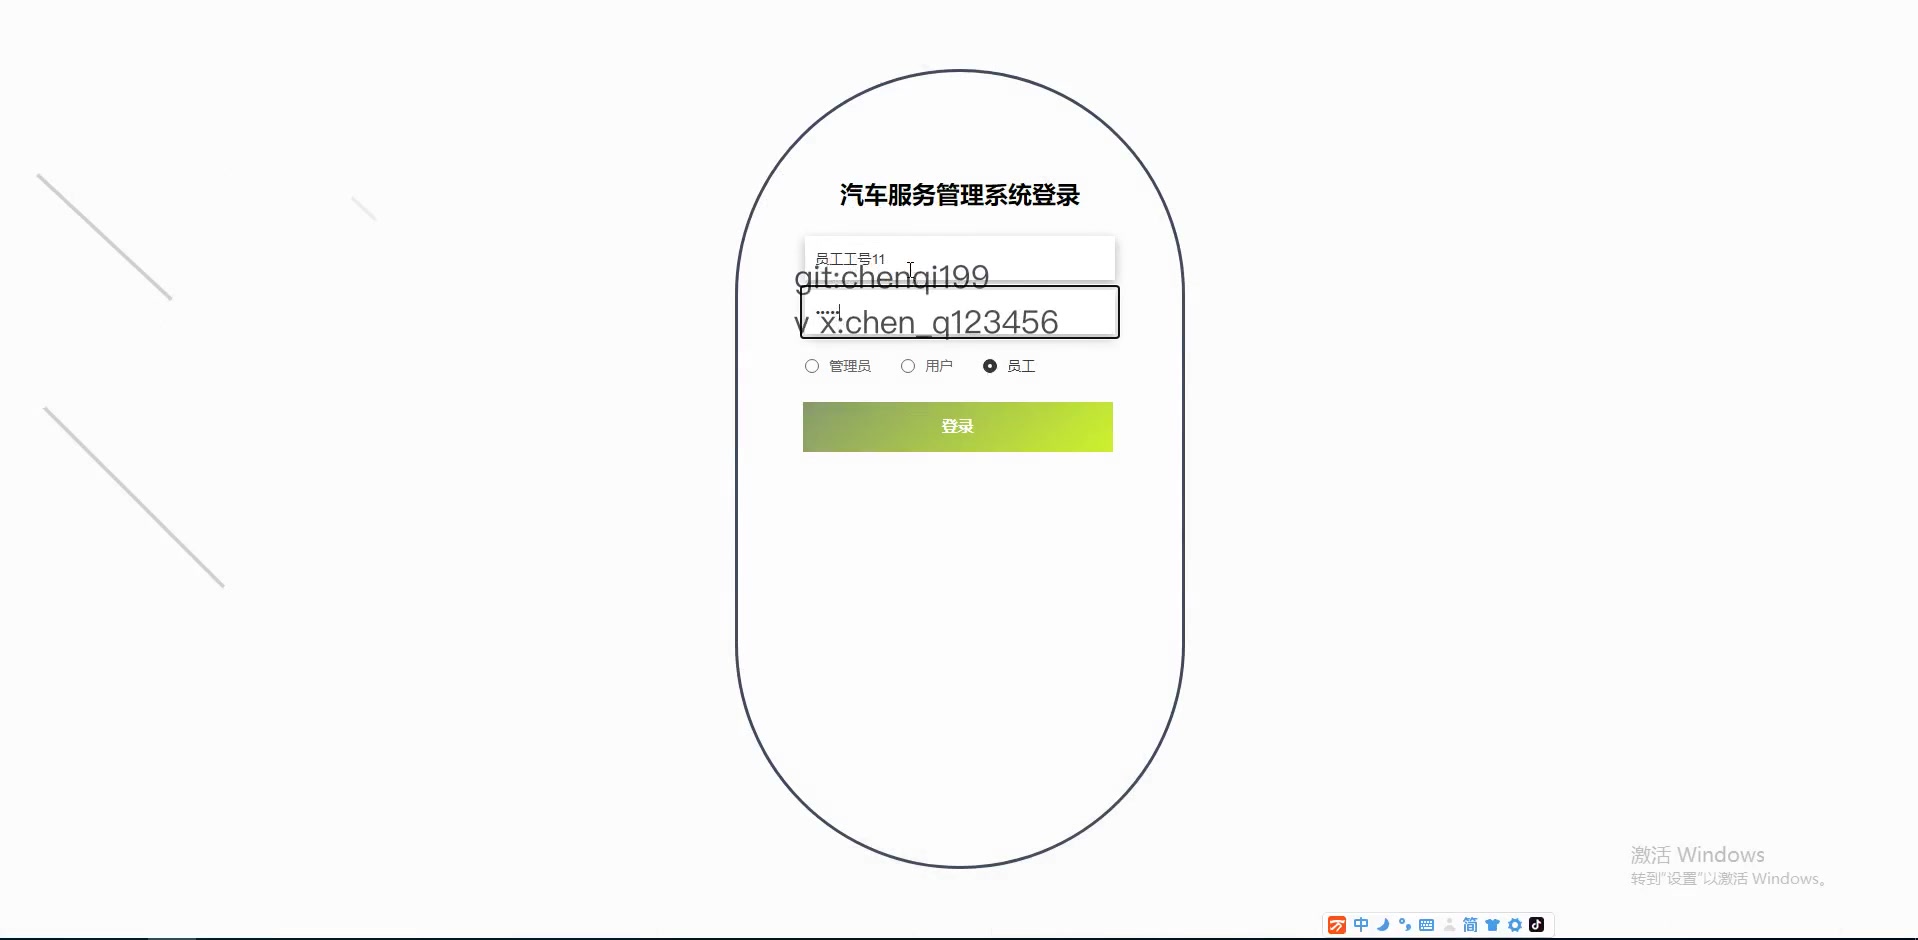 汽车服务管理系统登录
员工工号11
git:chenqi199
•••••
v x:chen_q123456
管理员 用户 员工
登录
激活 Windows
转到“设置”以激活 Windows。
中 简